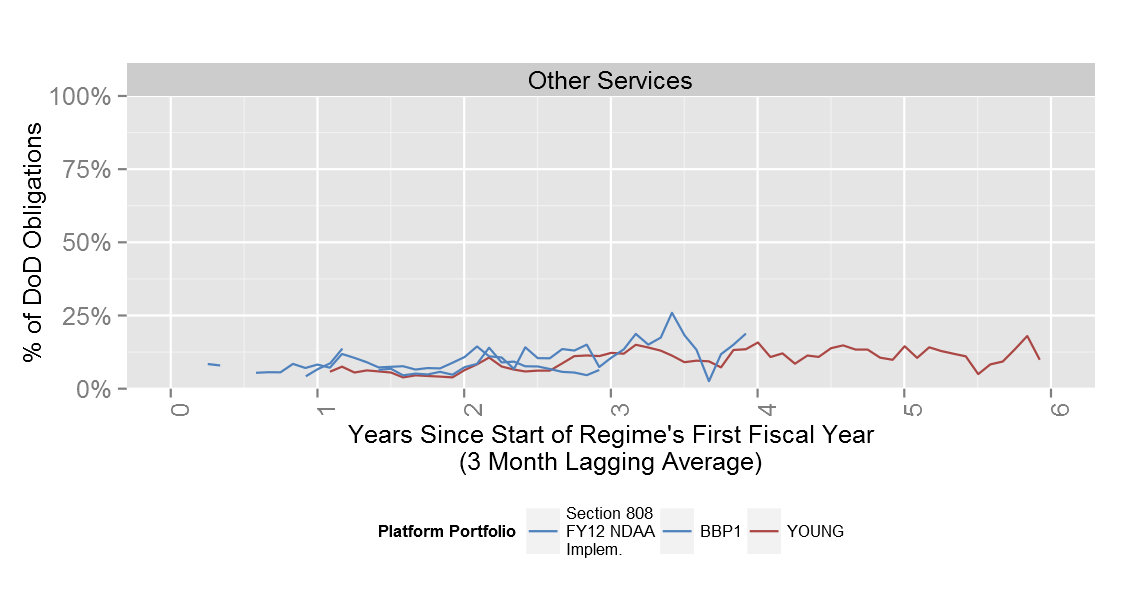 Other Services
100%
75%
50%
25%
0%
% of DoD Obligations
0
1
2
3
4
5
6
Years Since Start of Regime's First Fiscal Year
(3 Month Lagging Average)
Platform Portfolio
Section 808
FY12 NDAA
Implem.
BBP1
YOUNG